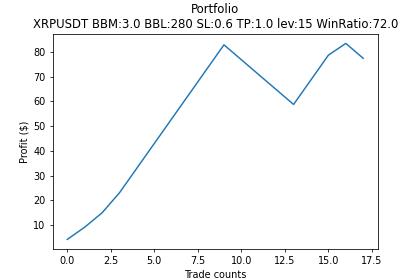 Portfolio
XRPUSDT BBM:3.0 BBL:280 SL:0.6 TP:1.0 lev:15 WinRatio:72.0
80
70
60
50
40
30
20
10
Profit ($)
0.0 2.5 5.0 7.5 10.0 12.5 15.0 17.5
Trade counts